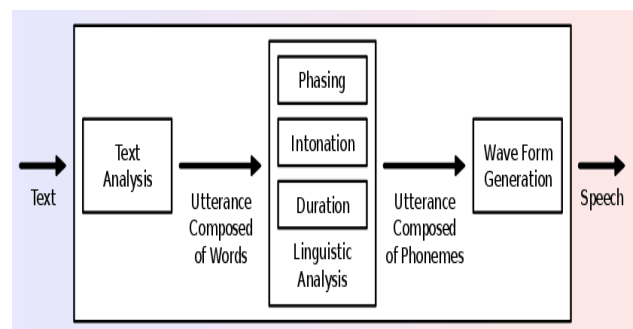 Text
Text
Analysis
Utterance
Composed
of Words
Phasing
Intonation
Duration
Linguistic
Analysis
Utterance
Composed
of Phonemes
Wave Form
Generation
Speech